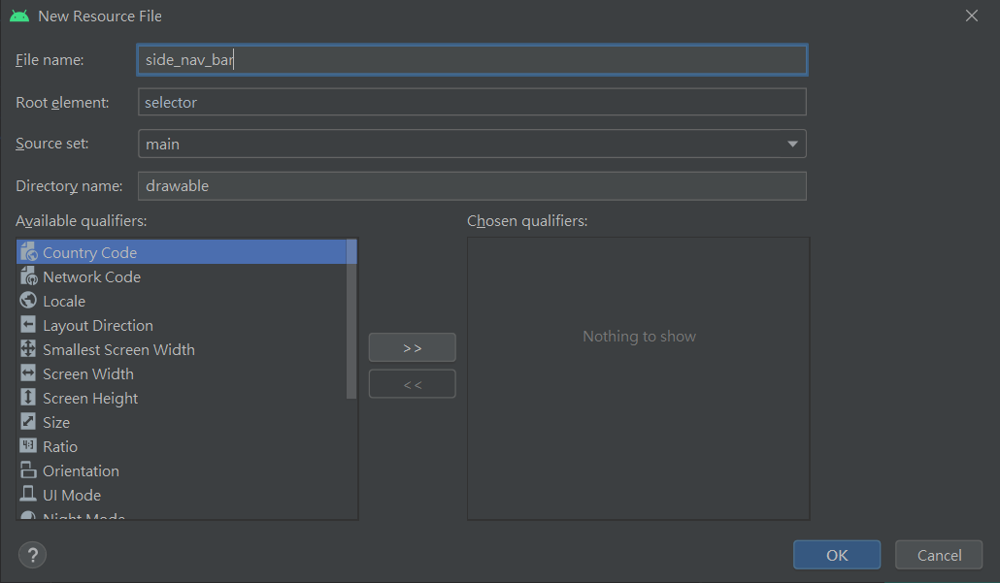 New Resource File
File name: side_nav_bar
Root element: selector
Source set: main
Directory name: drawable
Available qualifiers:
Country Code
Network Code
Locale
Layout Direction
Smallest Screen Width
Screen Width
Screen Height
Size
Ratio
Orientation
UI Mode
Night Mode
>>
<<
Chosen qualifiers:
Nothing to show
?
OK
Cancel